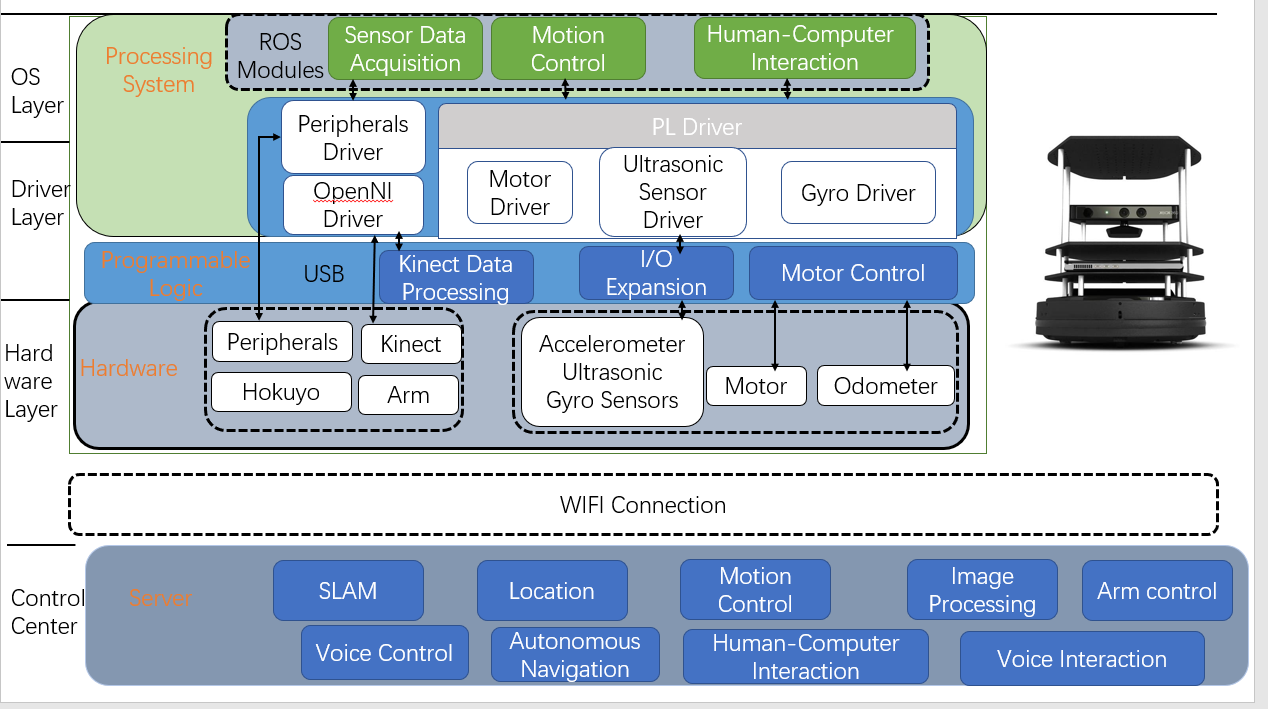 OS
Layer
Processing
System
ROS
Modules
Sensor Data
Acquisition
Motion
Control
Human-Computer
Interaction
Driver
Layer
Peripherals
Driver
OpenNI
Driver
PL Driver
Motor
Driver
Ultrasonic
Sensor
Driver
Gyro Driver
Programmable
Logic
USB
Kinect Data
Processing
I/O
Expansion
Motor Control
Hard
ware
Layer
Hardware
Peripherals
Kinect
Hokuyo
Arm
Accelerometer
Ultrasonic
Gyro Sensors
Motor
Odometer
WIFI Connection
Control
Center
Server
SLAM
Location
Motion
Control
Image
Processing
Arm control
Voice Control
Autonomous
Navigation
Human-Computer
Interaction
Voice Interaction